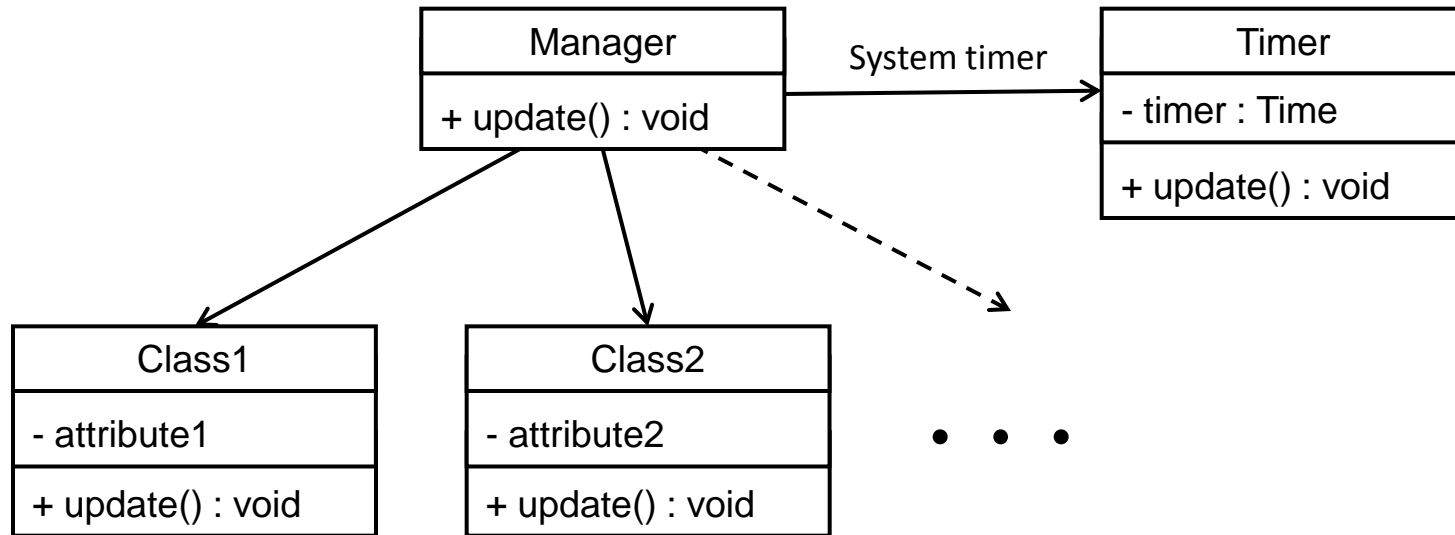 Manager
+ update() : void
System timer
Timer
- timer : Time
+ update() : void
Class1
- attribute1
+ update() : void
Class2
- attribute2
+ update() : void
• • •